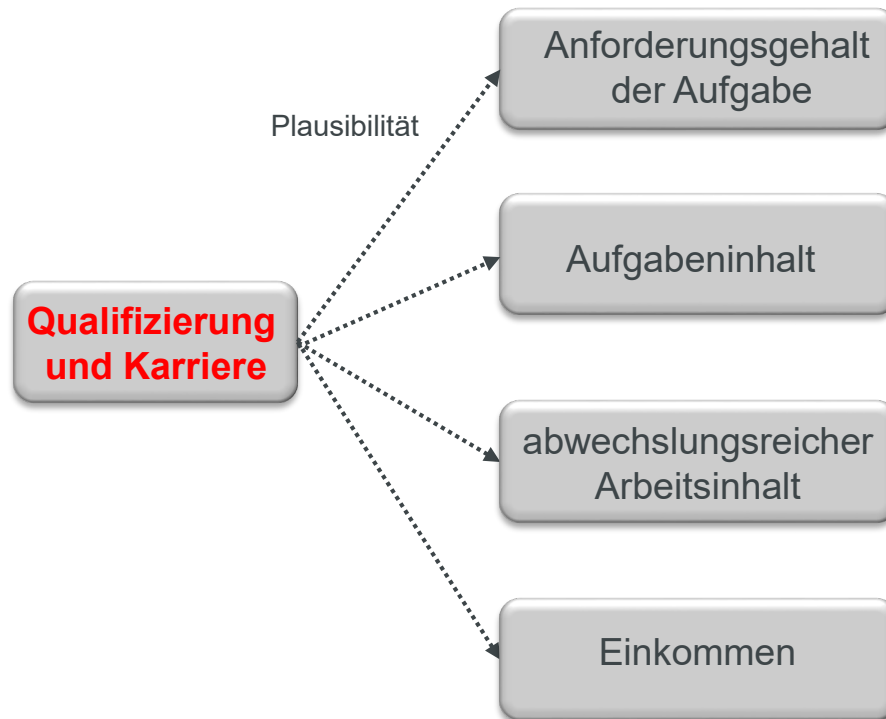 Anforderungsgehalt
der Aufgabe
Plausibilität
Aufgabeninhalt
Qualifizierung
und Karriere
abwechslungsreicher
Arbeitsinhalt
Einkommen